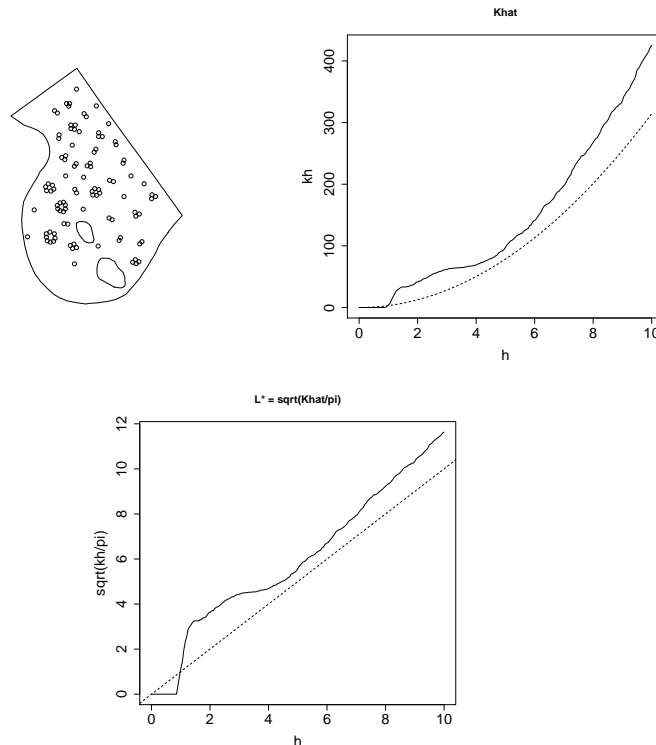 Khat
kh
0 100 200 300 400
0 2 4 6 8 10
h
L* = sqrt(Khat/pi)
sqrt(kh/pi)
0 2 4 6 8 10 12
0 2 4 6 8 10
h